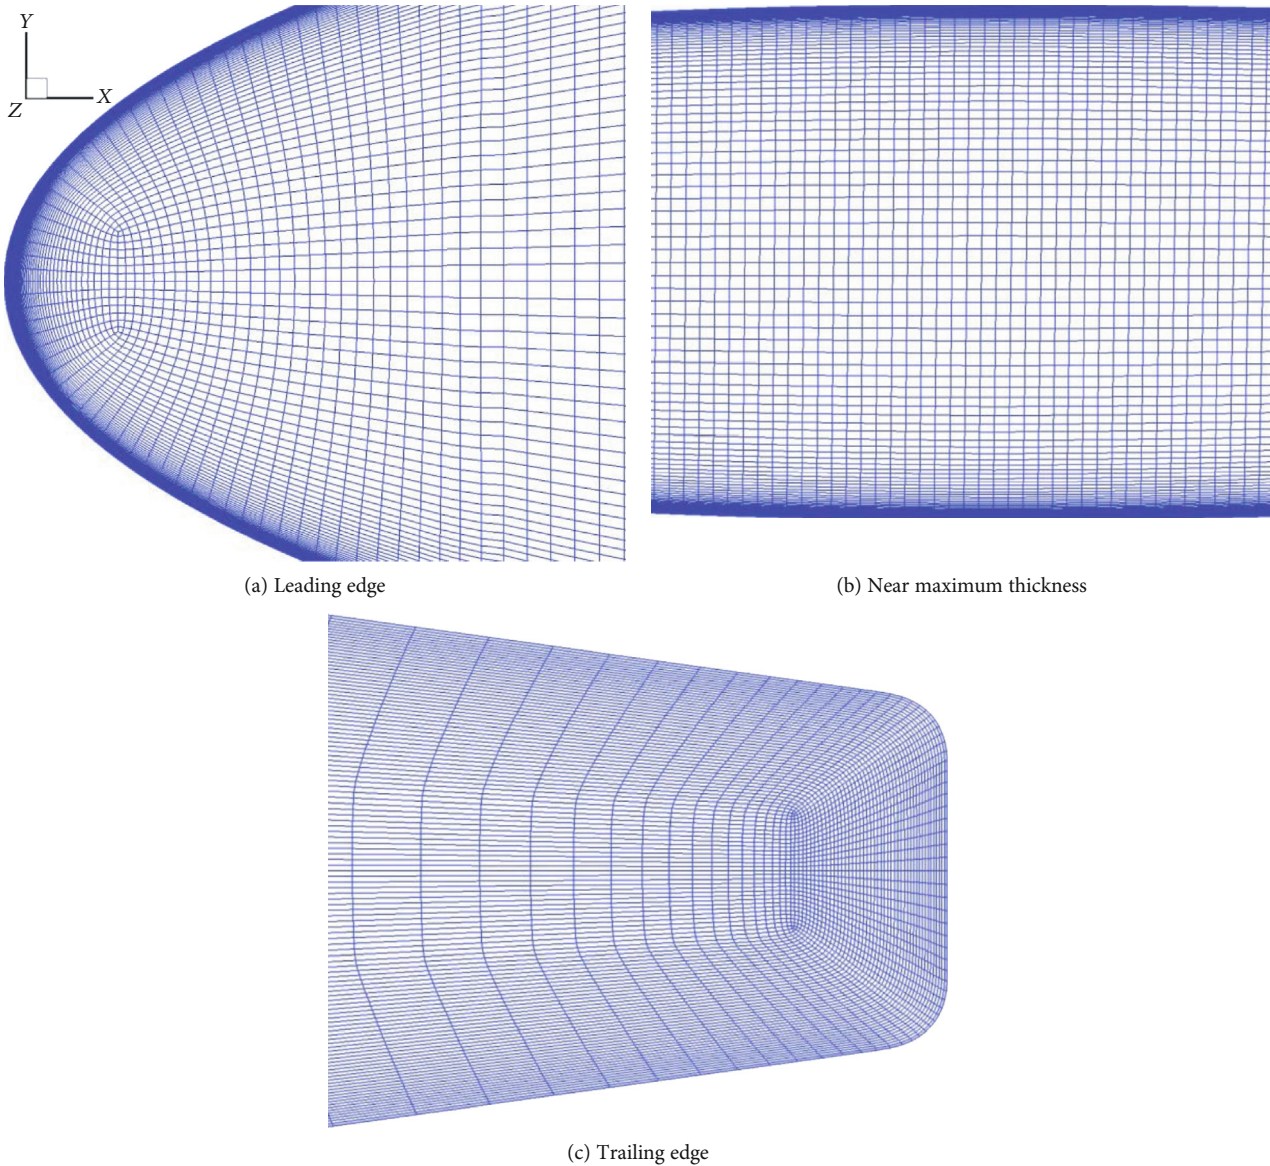 Y
X
Z
(a) Leading edge
(b) Near maximum thickness
(c) Trailing edge